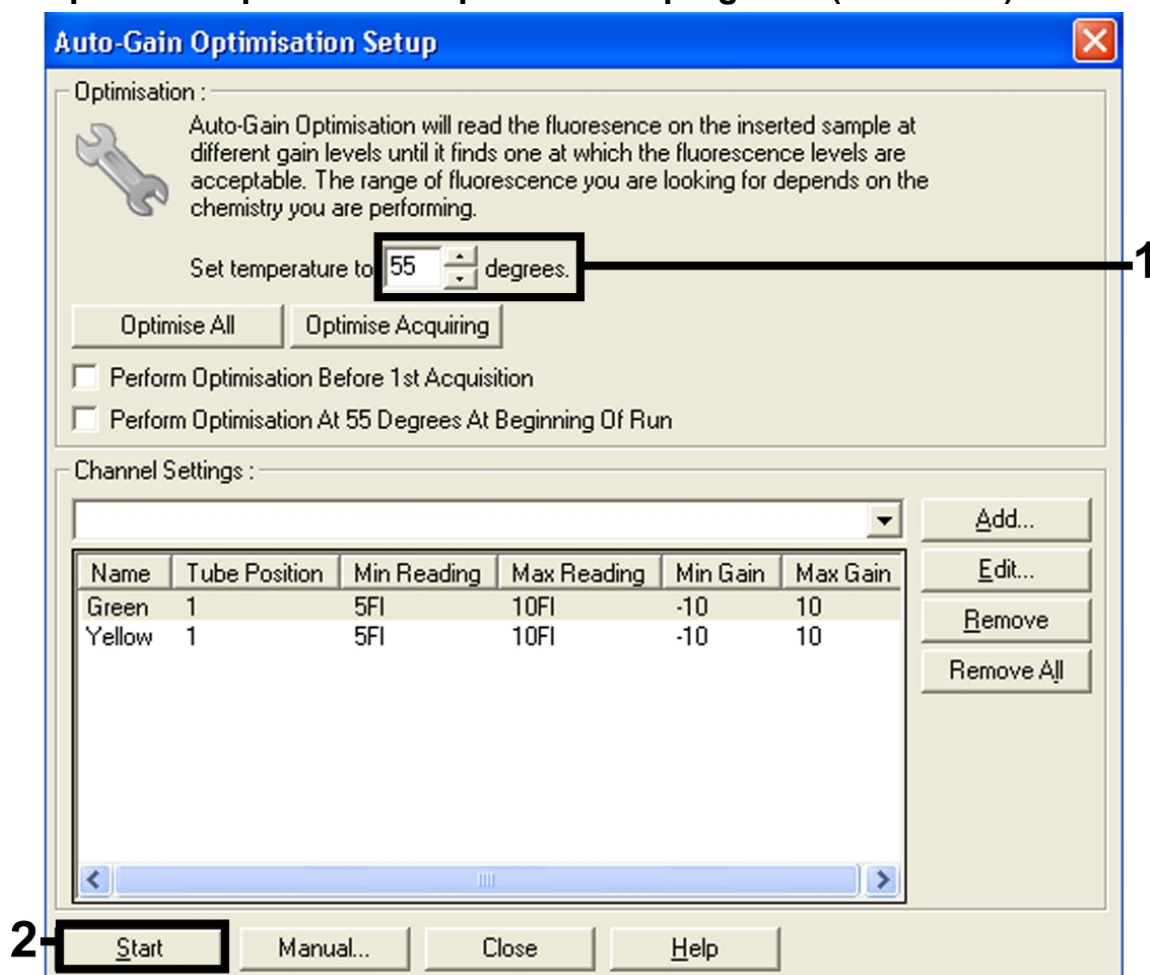 Auto-Gain Optimisation Setup
Optimisation :
Auto-Gain Optimisation will read the fluoresence on the inserted sample at
different gain levels until it finds one at which the fluorescence levels are
acceptable. The range of fluorescence you are looking for depends on the
chemistry you are performing.
Set temperature to 55 degrees.
1
Optimise All Optimise Acquiring
Perform Optimisation Before 1st Acquisition
Perform Optimisation At 55 Degrees At Beginning Of Run
Channel Settings :
Add...
Name Tube Position Min Reading Max Reading Min Gain Max Gain
Edit...
Green 1 5Fl 10Fl -10 10
Remove
Yellow 1 5Fl 10Fl -10 10
Remove All
2
Start Manual... Close Help